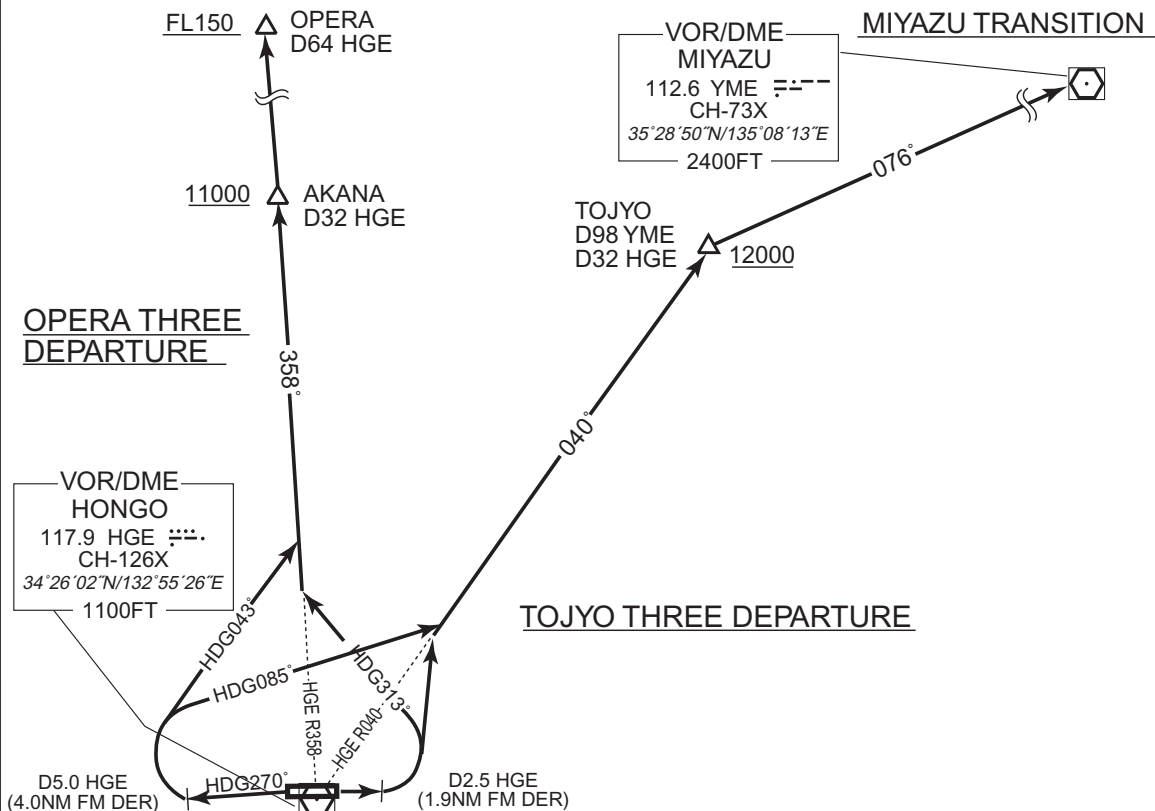 FL150
OPERA
D64 HGE
MIYAZU TRANSITION
VOR/DME
MIYAZU
112.6 YME
CH-73X
35°28´50˝N/135°08´13˝E
2400FT
076°
11000
AKANA
D32 HGE
TOJYO
D98 YME
D32 HGE
12000
OPERA THREE
DEPARTURE
358°
040°
VOR/DME
HONGO
117.9 HGE
CH-126X
34°26´02˝N/132°55´26˝E
1100FT
TOJYO THREE DEPARTURE
HDG043°
HDG085°
HDG313°
HGE R358
HGE R040
D5.0 HGE
(4.0NM FM DER)
HDG270°
D2.5 HGE
(1.9NM FM DER)